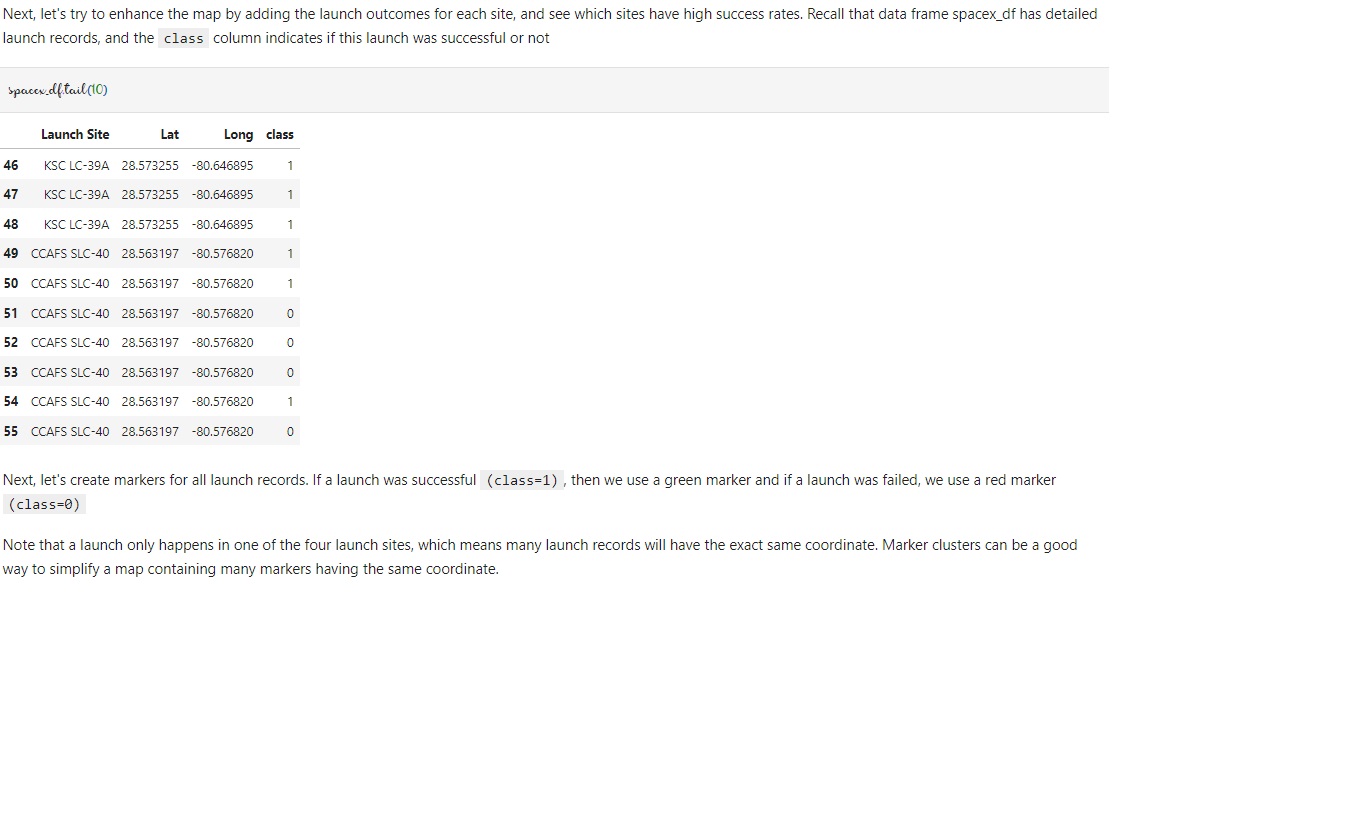 Next, let's try to enhance the map by adding the launch outcomes for each site, and see which sites have high success rates. Recall that data frame spacex_df has detailed
launch records, and the class column indicates if this launch was successful or not
spacex_df.tail(10)
Launch Site Lat Long class
46 KSC LC-39A 28.573255 -80.646895 1
47 KSC LC-39A 28.573255 -80.646895 1
48 KSC LC-39A 28.573255 -80.646895 1
49 CCAFS SLC-40 28.563197 -80.576820 1
50 CCAFS SLC-40 28.563197 -80.576820 1
51 CCAFS SLC-40 28.563197 -80.576820 0
52 CCAFS SLC-40 28.563197 -80.576820 0
53 CCAFS SLC-40 28.563197 -80.576820 0
54 CCAFS SLC-40 28.563197 -80.576820 1
55 CCAFS SLC-40 28.563197 -80.576820 0
Next, let's create markers for all launch records. If a launch was successful (class=1) , then we use a green marker and if a launch was failed, we use a red marker
(class=0)
Note that a launch only happens in one of the four launch sites, which means many launch records will have the exact same coordinate. Marker clusters can be a good
way to simplify a map containing many markers having the same coordinate.